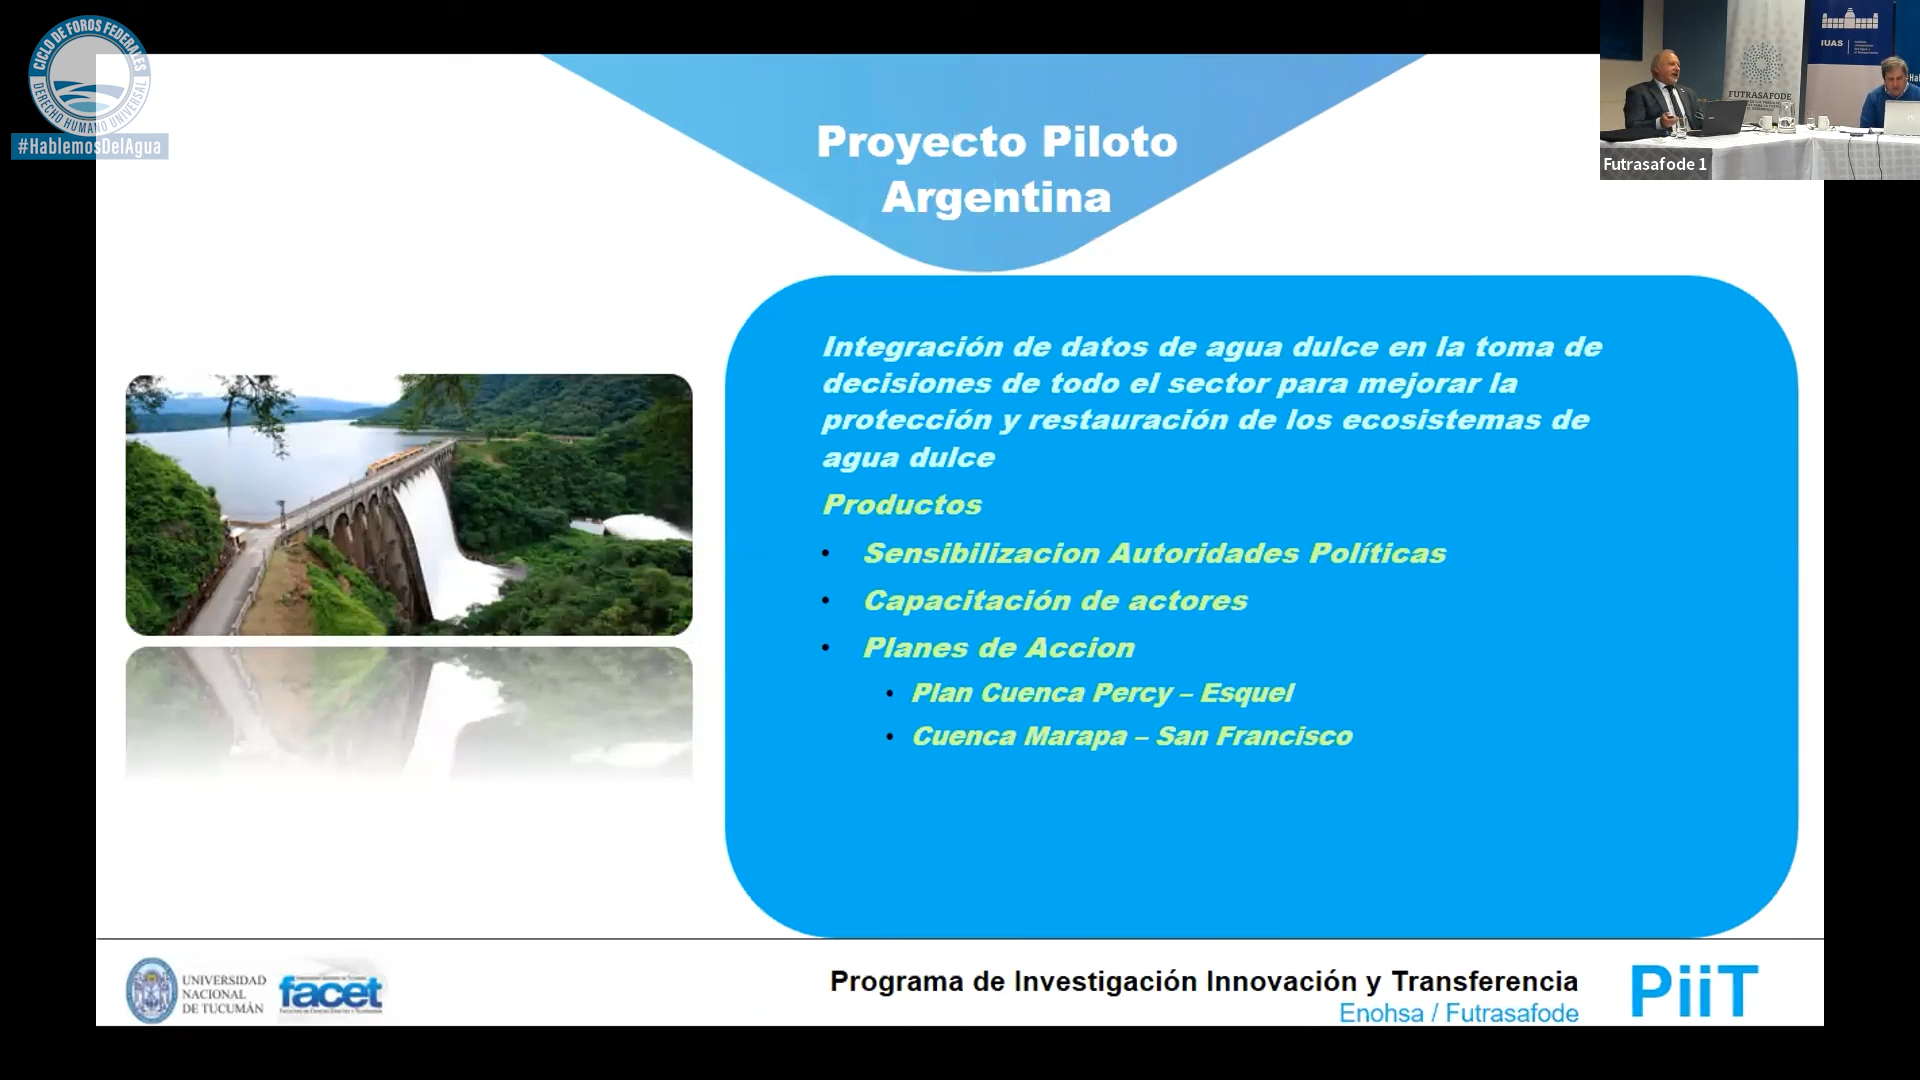 CICLO DE FOROS FEDERALES
DERECHO HUMANO UNIVERSAL
#HablemosDelAgua
Proyecto Piloto
Argentina
IUAS
FUTRASAFODE
Futrasafode 1
Integración de datos de agua dulce en la toma de
decisiones de todo el sector para mejorar la
protección y restauración de los ecosistemas de
agua dulce
Productos
• Sensibilizacion Autoridades Políticas
• Capacitación de actores
• Planes de Accion
• Plan Cuenca Percy – Esquel
• Cuenca Marapa – San Francisco
UNIVERSIDAD
NACIONAL
DE TUCUMÁN
facet
Programa de Investigación Innovación y Transferencia
Enohsa / Futrasafode
PiiT